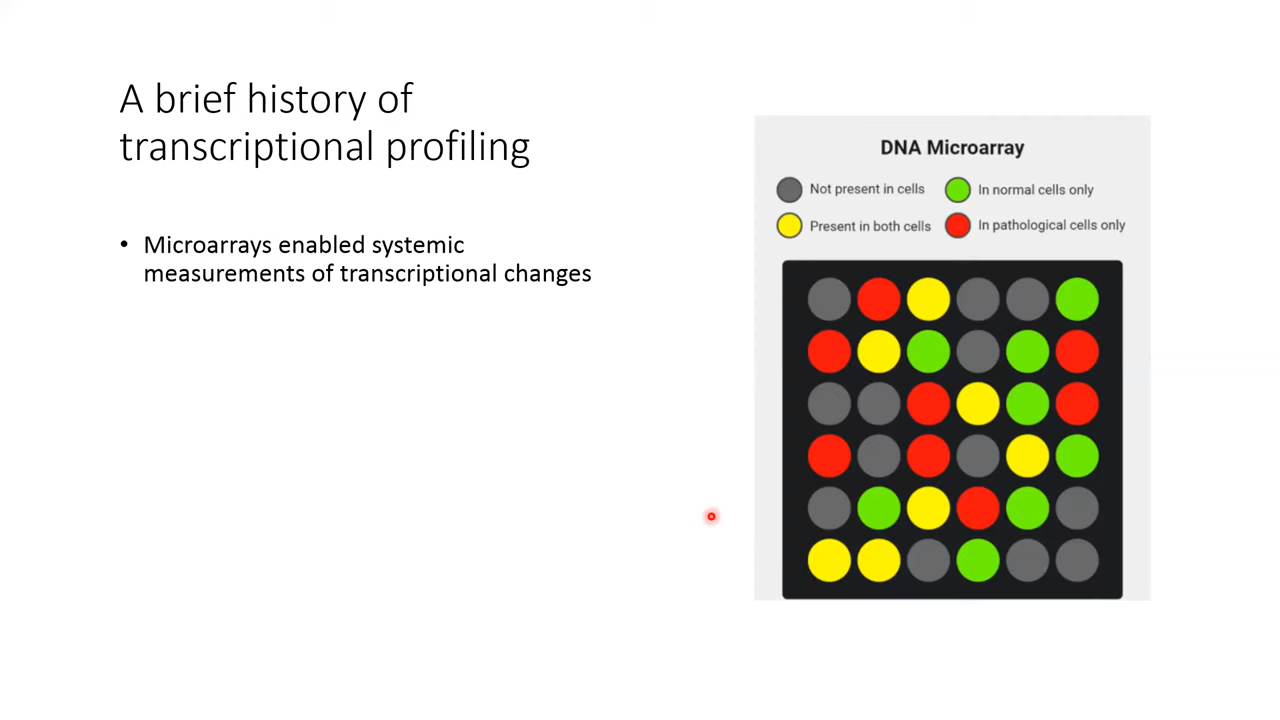 A brief history of
transcriptional profiling
• Microarrays enabled systemic
measurements of transcriptional changes
DNA Microarray
Not present in cells
In normal cells only
Present in both cells
In pathological cells only